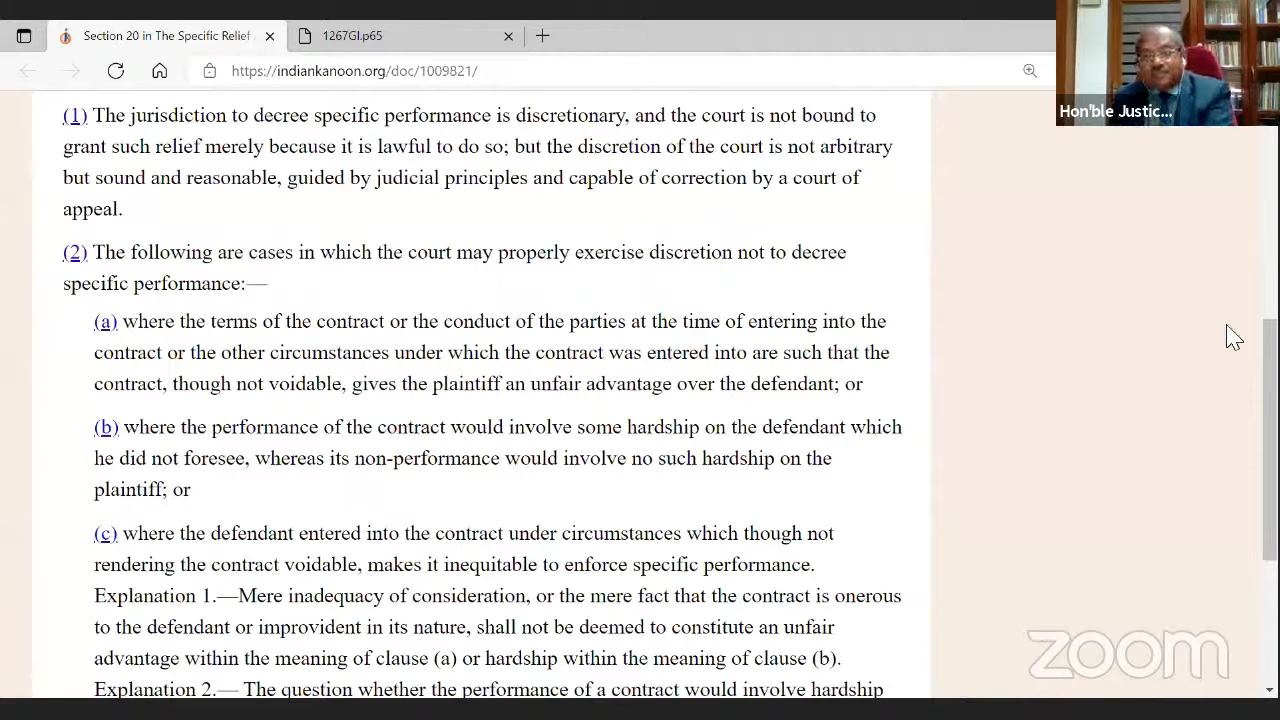 Section 20 in The Specific Relief
1267GI.p65
https://indiankanoon.org/doc/1009821/
Hon'ble Justic...
(1) The jurisdiction to decree specific performance is discretionary, and the court is not bound to
grant such relief merely because it is lawful to do so; but the discretion of the court is not arbitrary
but sound and reasonable, guided by judicial principles and capable of correction by a court of
appeal.
(2) The following are cases in which the court may properly exercise discretion not to decree
specific performance:—
(a) where the terms of the contract or the conduct of the parties at the time of entering into the
contract or the other circumstances under which the contract was entered into are such that the
contract, though not voidable, gives the plaintiff an unfair advantage over the defendant; or
(b) where the performance of the contract would involve some hardship on the defendant which
he did not foresee, whereas its non-performance would involve no such hardship on the
plaintiff; or
(c) where the defendant entered into the contract under circumstances which though not
rendering the contract voidable, makes it inequitable to enforce specific performance.
Explanation 1.—Mere inadequacy of consideration, or the mere fact that the contract is onerous
to the defendant or improvident in its nature, shall not be deemed to constitute an unfair
advantage within the meaning of clause (a) or hardship within the meaning of clause (b).
Explanation 2.— The question whether the performance of a contract would involve hardship
zoom